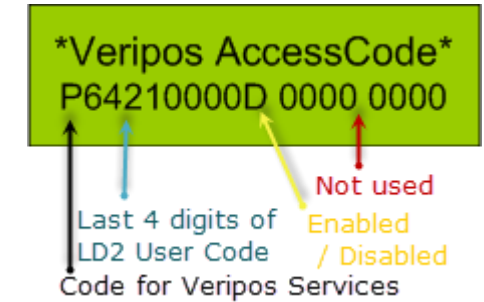 *Veripos AccessCode*
P64210000D 0000 0000
Not used
Last 4 digits of
LD2 User Code
Enabled
/ Disabled
Code for Veripos Services